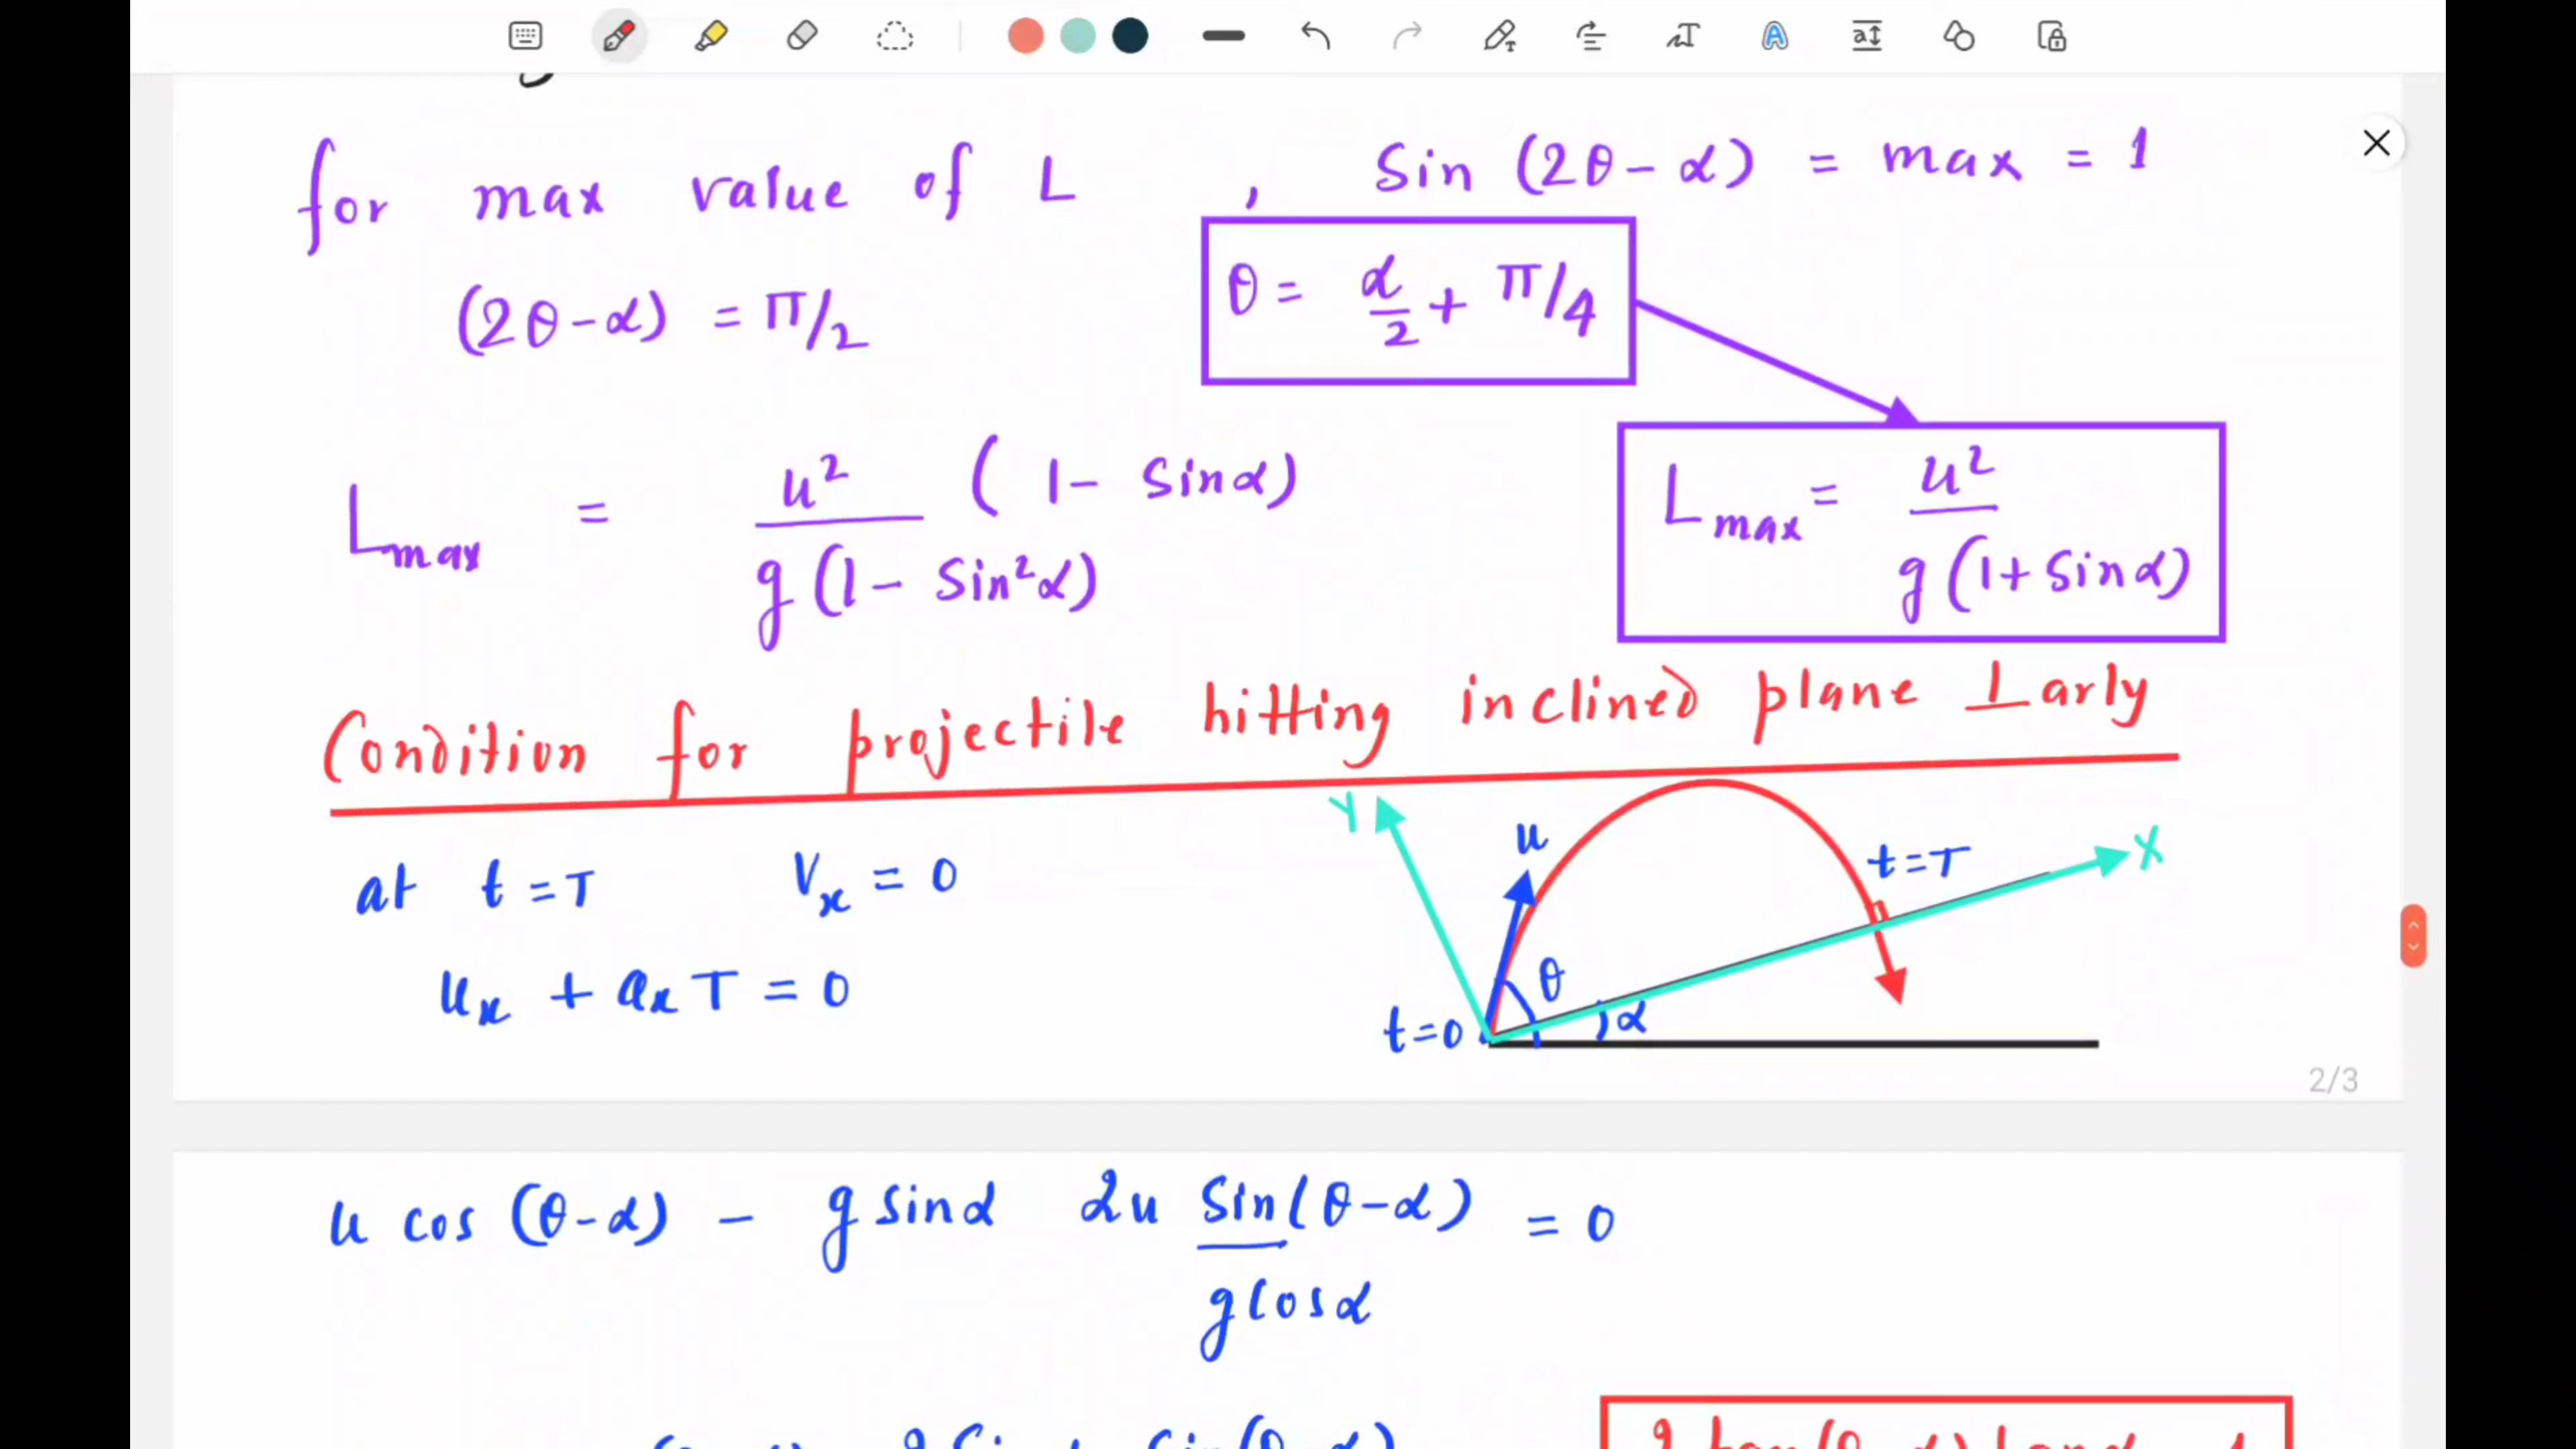 for max value of L , Sin (2θ - α) = max = 1
(2θ - α) = π/2
θ = α/2 + π/4
Lmax = u² (1 - Sinα) / g (1 - Sin²α)
Lmax = u² / g (1 + Sinα)
Condition for projectile hitting inclined plane ⊥arly
at t = T Vx = 0
ux + ax T = 0
Y
u
t = T
X
θ
α
t = 0
2/3
u cos (θ - α) - g sinα 2u Sin(θ - α) / g cosα = 0